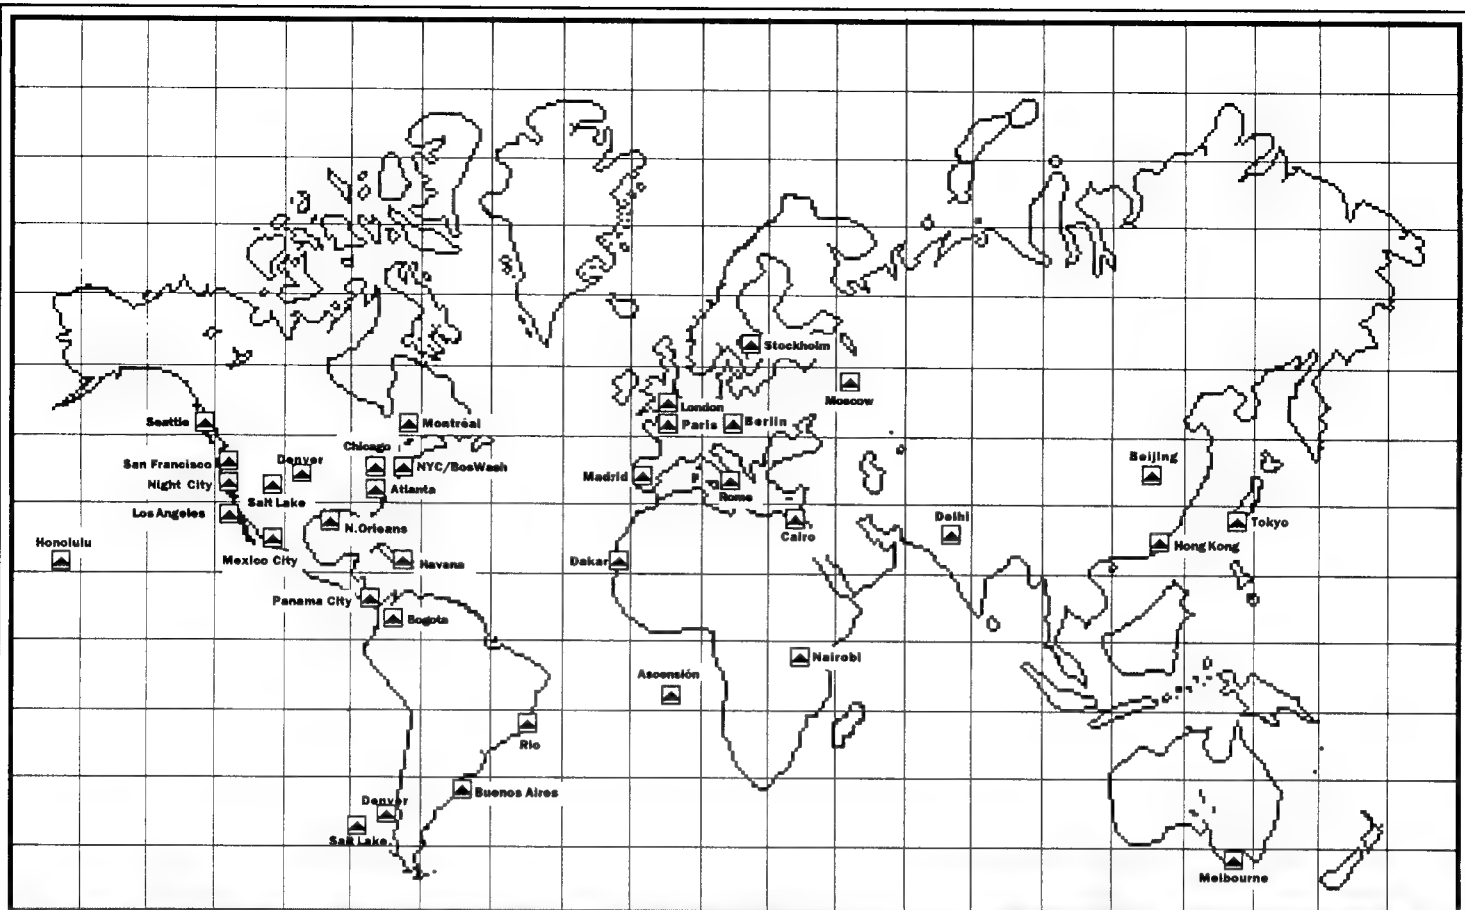 Stockholm
Moscow
London
Seattle
Montréal
Paris
Berlin
Chicago
San Francisco
Denver
NYC/BosWash
Beijing
Night City
Madrid
Rome
Salt Lake
Atlanta
Los Angeles
N.Orleans
Delhi
Tokyo
Cairo
Honolulu
Hong Kong
Mexico City
Havana
Dakar
Panama City
Bogota
Nairobi
Ascensión
Rio
Buenos Aires
Denver
Salt Lake
Melbourne